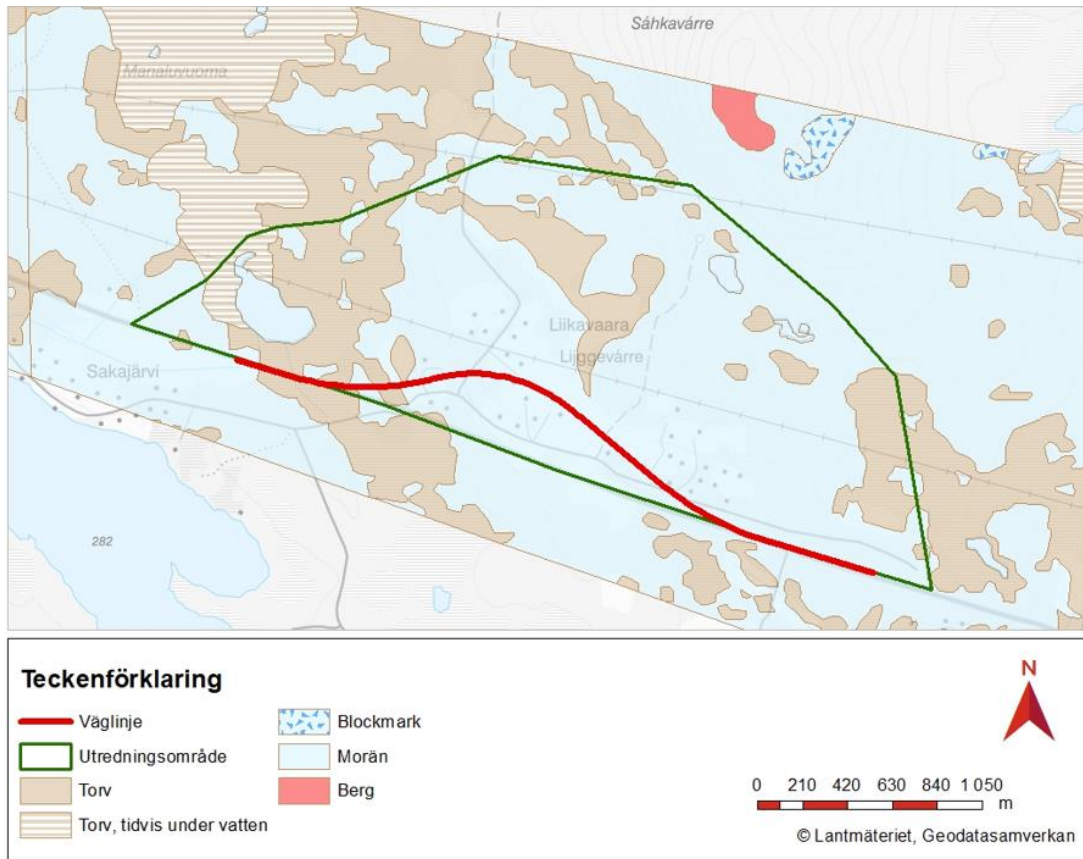 Sáhkavárre
Manaluvuoma
Liikavaara
Lijggevárre
Sakajärvi
282
Teckenförklaring
Väglinje
Utredningsområde
Torv
Torv, tidvis under vatten
Blockmark
Morän
Berg
N
0 210 420 630 840 1 050
m
© Lantmäteriet, Geodatasamverkan